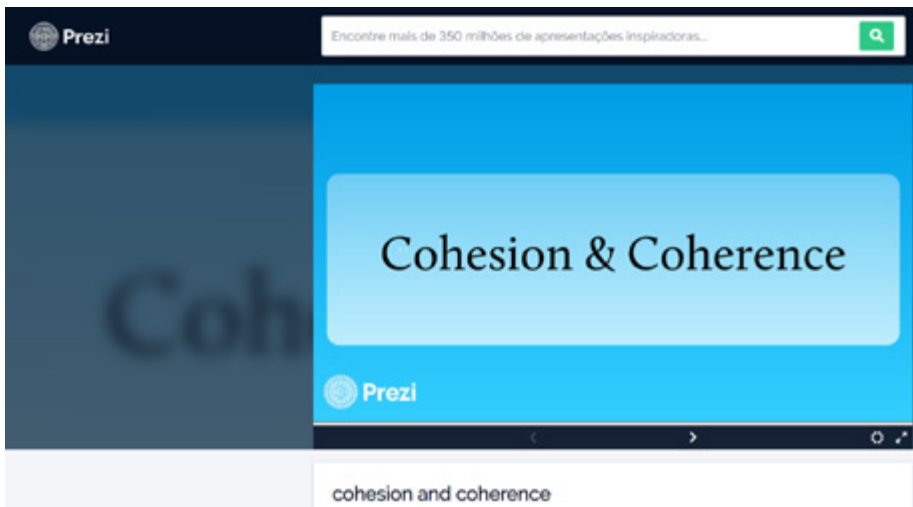 Prezi
Encontre mais de 350 milhões de apresentações inspiradoras...
Cohesion & Coherence
Coh
Prezi
cohesion and coherence